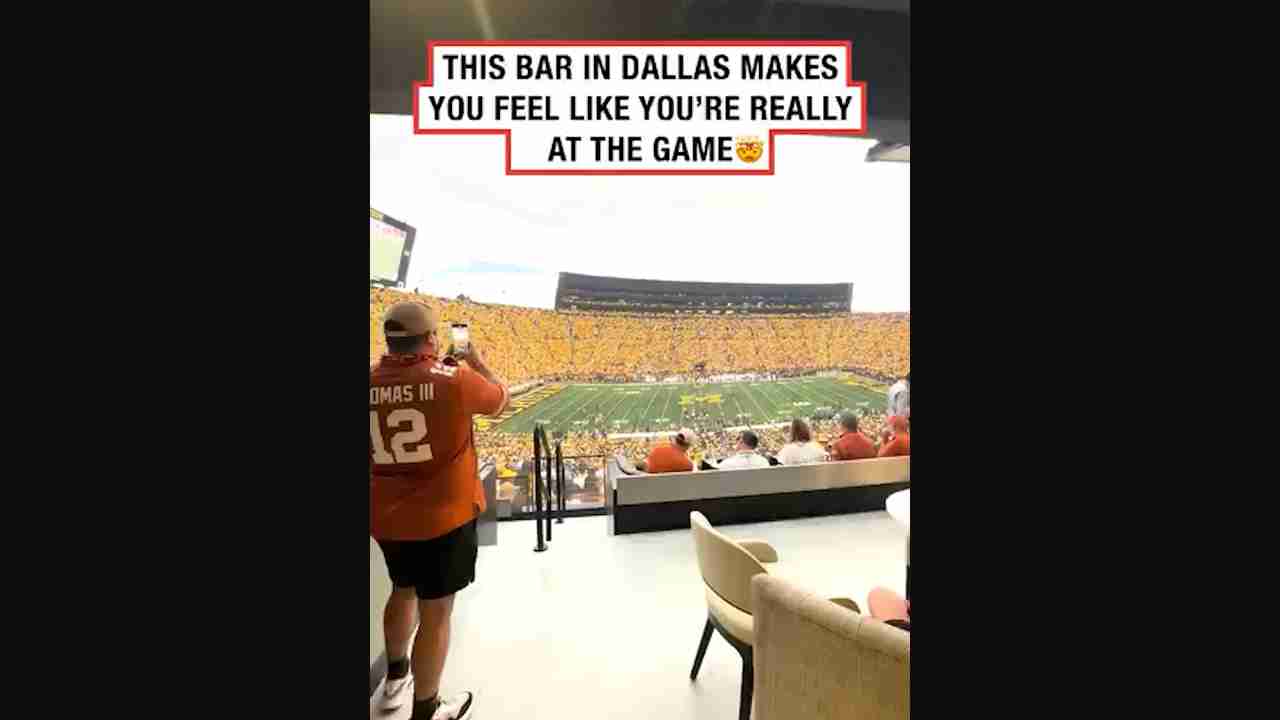 THIS BAR IN DALLAS MAKES
YOU FEEL LIKE YOU’RE REALLY
AT THE GAME🤯
OMAS III
12
M